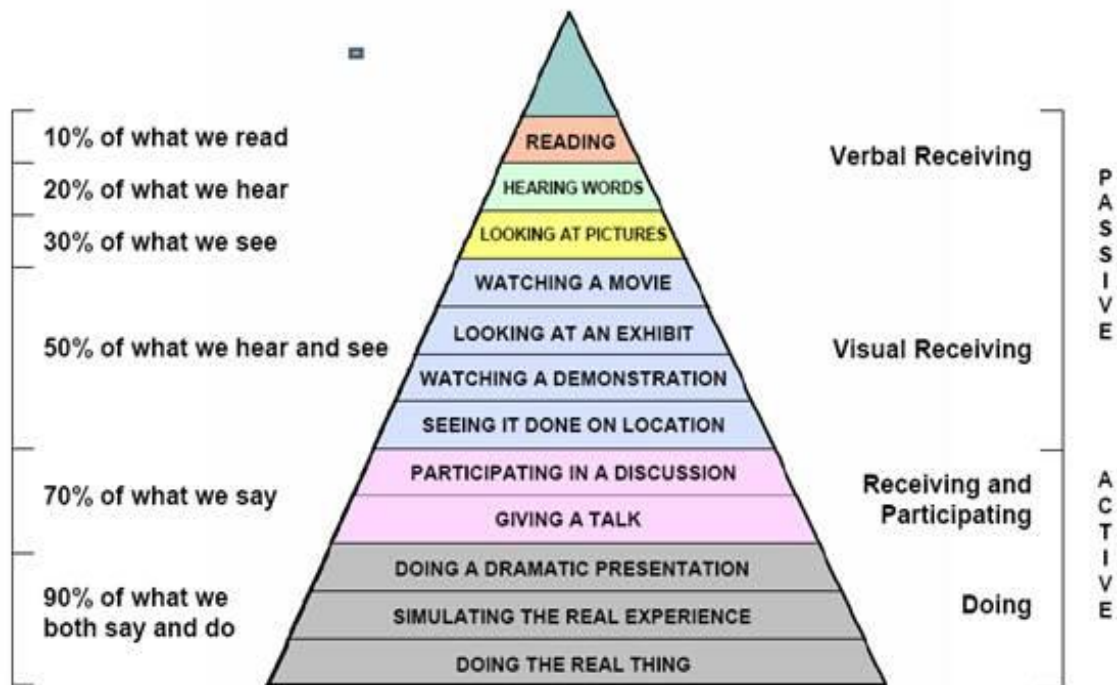 10% of what we read
20% of what we hear
30% of what we see
50% of what we hear and see
70% of what we say
90% of what we
both say and do
READING
HEARING WORDS
LOOKING AT PICTURES
WATCHING A MOVIE
LOOKING AT AN EXHIBIT
WATCHING A DEMONSTRATION
SEEING IT DONE ON LOCATION
PARTICIPATING IN A DISCUSSION
GIVING A TALK
DOING A DRAMATIC PRESENTATION
SIMULATING THE REAL EXPERIENCE
DOING THE REAL THING
Verbal Receiving
Visual Receiving
Receiving and
Participating
Doing
PASSIVE
ACTIVE